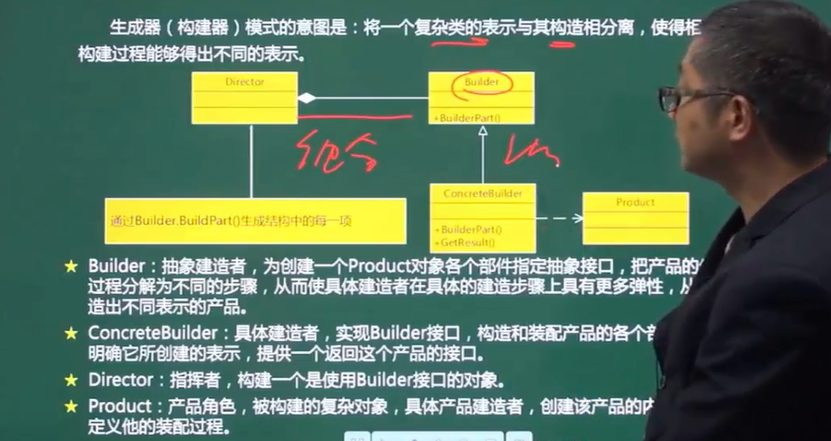 生成器（构建器）模式的意图是：将一个复杂类的表示与其构造相分离，使得相
构建过程能够得出不同的表示。
Director
Builder
+BuilderPart()
ConcreteBuilder
+BuilderPart()
+GetResult()
Product
通过Builder.BuildPart()生成结构中的每一项
★ Builder：抽象建造者，为创建一个Product对象各个部件指定抽象接口，把产品的
过程分解为不同的步骤，从而使具体建造者在具体的建造步骤上具有更多弹性，从
造出不同表示的产品。
★ ConcreteBuilder：具体建造者，实现Builder接口，构造和装配产品的各个部
明确它所创建的表示，提供一个返回这个产品的接口。
★ Director：指挥者，构建一个是使用Builder接口的对象。
★ Product：产品角色，被构建的复杂对象，具体产品建造者，创建该产品的内
定义他的装配过程。